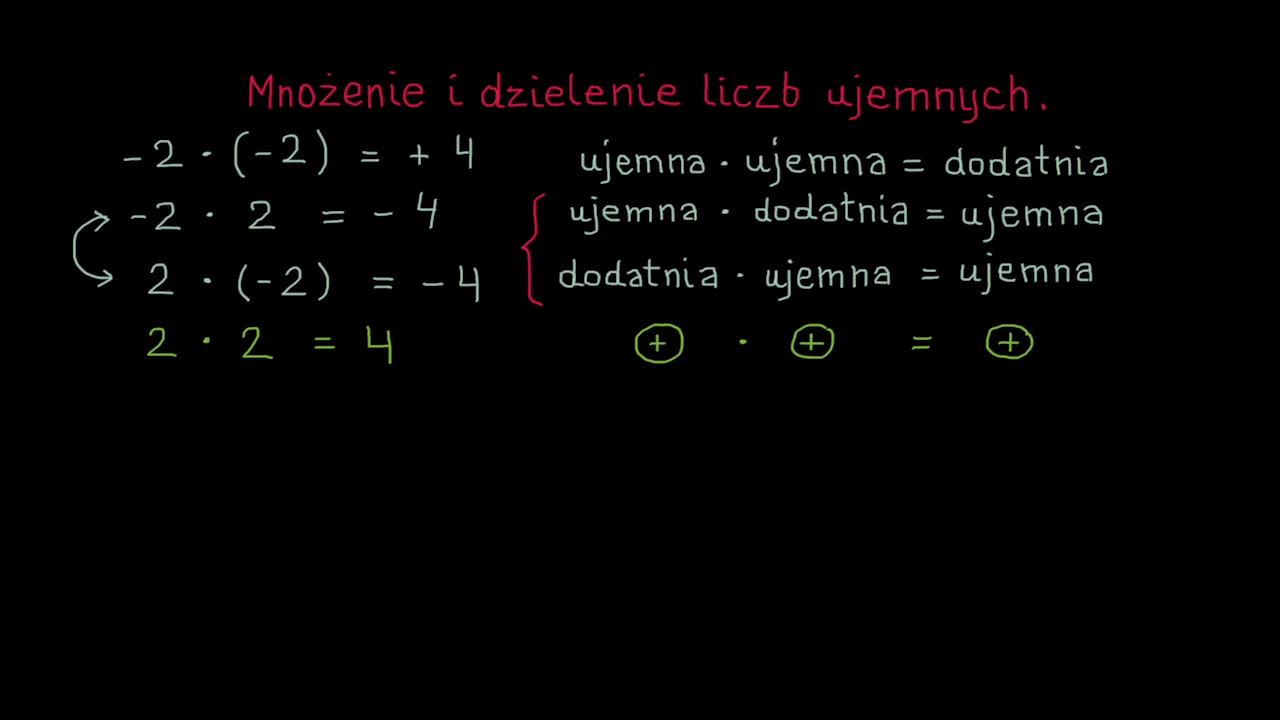 Mnożenie i dzielenie liczb ujemnych.
-2 · (-2) = + 4 ujemna · ujemna = dodatnia
-2 · 2 = - 4 ujemna · dodatnia = ujemna
2 · (-2) = - 4 dodatnia · ujemna = ujemna
2 · 2 = 4 ⊕ · ⊕ = ⊕